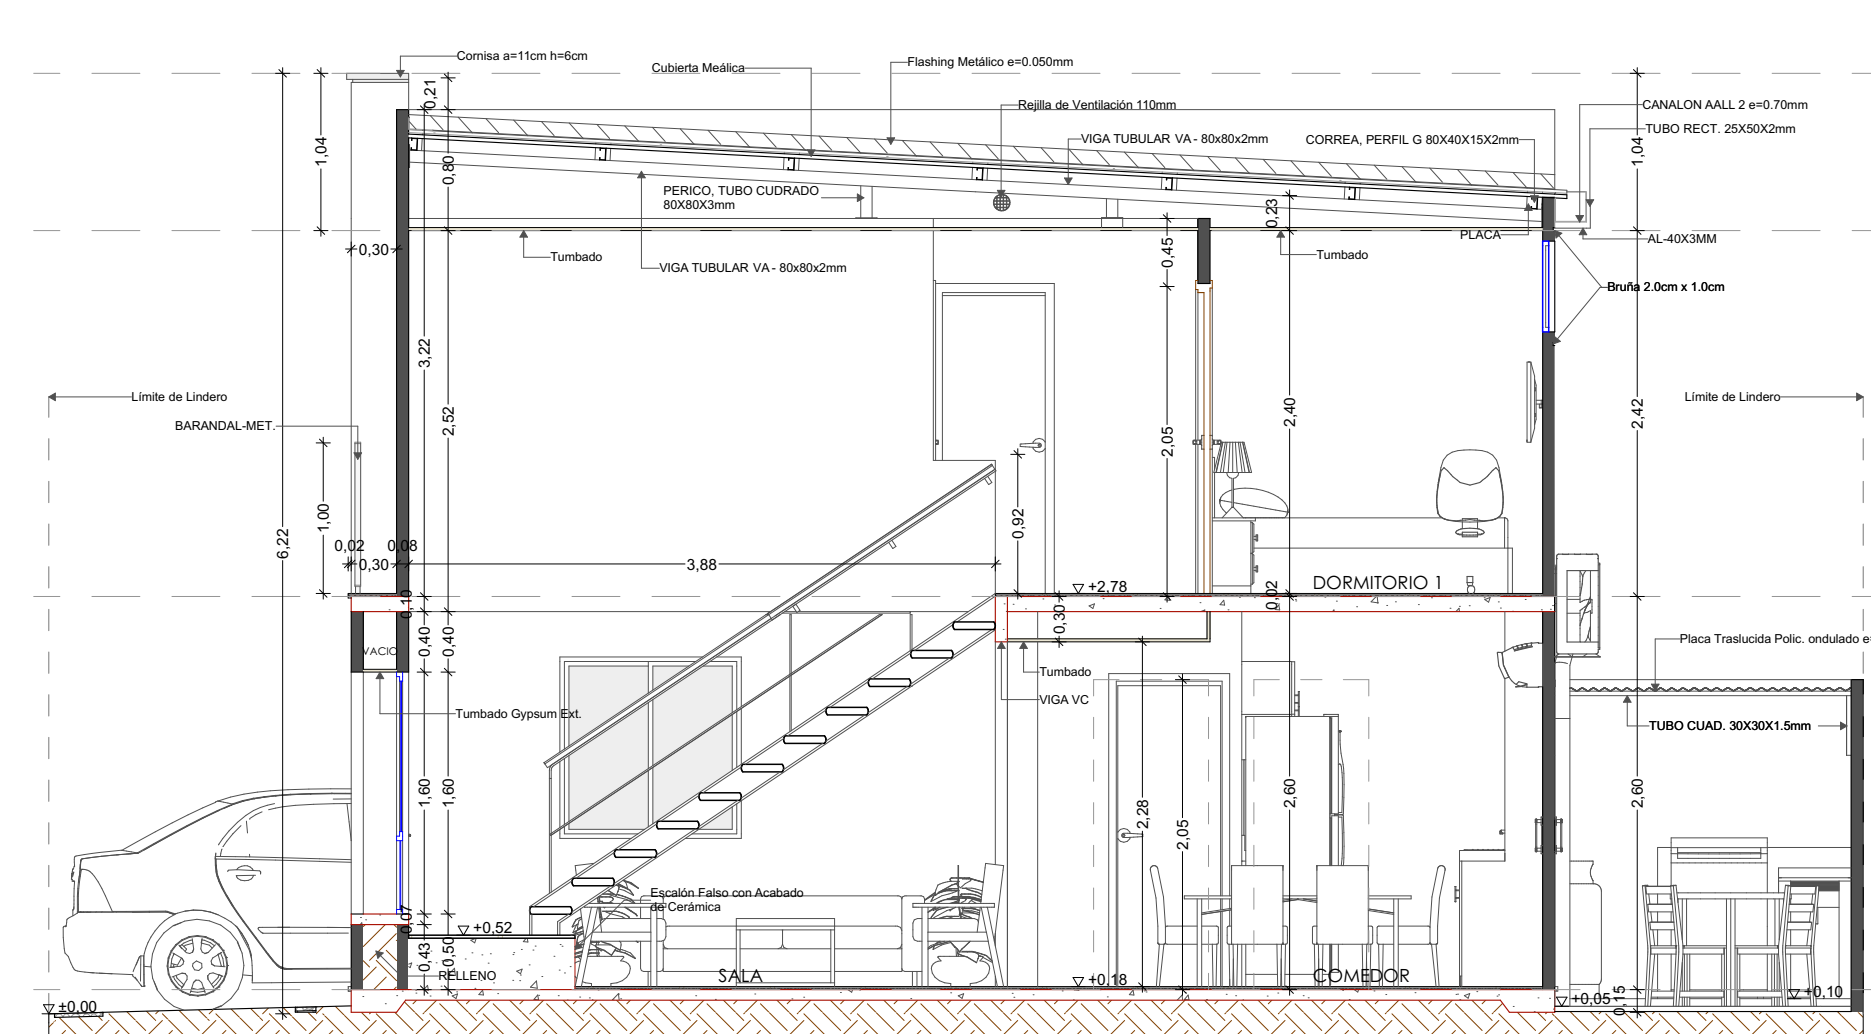 Cornisa a=11cm h=6cm
Cubierta Meálica
Flashing Metálico e=0.050mm
Rejilla de Ventilación 110mm
CANALON AALL 2 e=0.70mm
TUBO RECT. 25X50X2mm
VIGA TUBULAR VA - 80x80x2mm
CORREA, PERFIL G 80X40X15X2mm
0,21
1,04
0,80
1,04
PERICO, TUBO CUDRADO
80X80X3mm
0,23
PLACA
AL-40X3MM
0,30
Tumbado
VIGA TUBULAR VA - 80x80x2mm
0,45
Tumbado
Bruña 2.0cm x 1.0cm
3,22
2,52
2,05
2,40
2,42
Límite de Lindero
Límite de Lindero
BARANDAL-MET.
1,00
6,22
0,92
0,02
0,08
0,30
3,88
+2,78
DORMITORIO 1
0,02
0,10
0,30
0,40
0,40
VACIO
Placa Traslucida Polic. ondulado e=
Tumbado
VIGA VC
Tumbado Gypsum Ext.
TUBO CUAD. 30X30X1.5mm
1,60
1,60
2,28
2,05
2,60
2,60
Escalón Falso con Acabado
de Cerámica
0,07
+0,52
0,43
0,50
RELLENO
SALA
+0,18
COMEDOR
±0,00
+0,05
0,15
+0,10